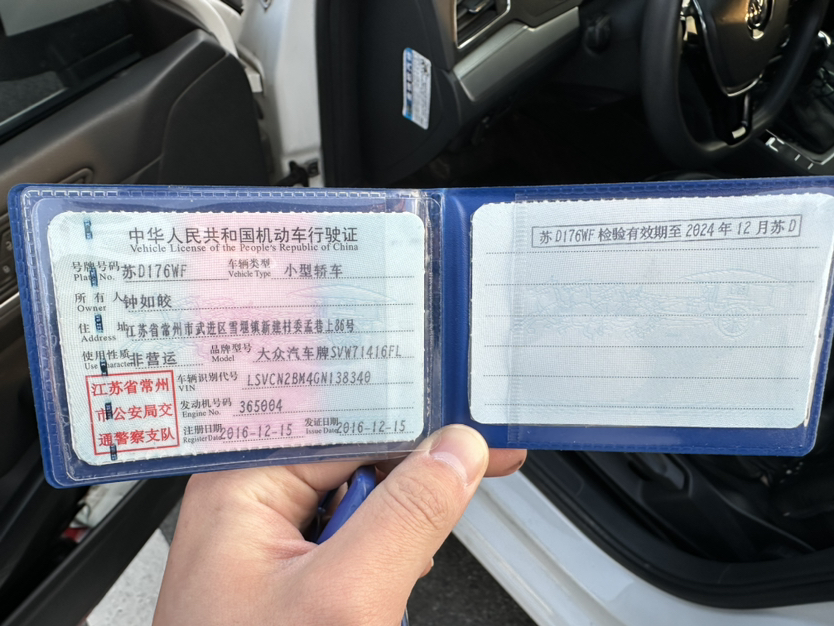 中华人民共和国机动车行驶证
Vehicle License of the People's Republic of China
号牌号码 苏D176WF 车辆类型 小型轿车
Plate No. Vehicle Type
所有人 钟如皎
Owner
住址 江苏省常州市武进区雪堰镇新建村委孟巷上86号
Address
使用性质 非营运 品牌型号 大众汽车牌SVW71416FL
Use Character Model
江苏省常州
市公安局交
通警察支队
车辆识别代号 LSVCN2BM4GN138340
VIN
发动机号码 365004
Engine No.
注册日期 2016-12-15 发证日期 2016-12-15
Register Date Issue Date
苏D176WF 检验有效期至 2024 年 12 月苏 D